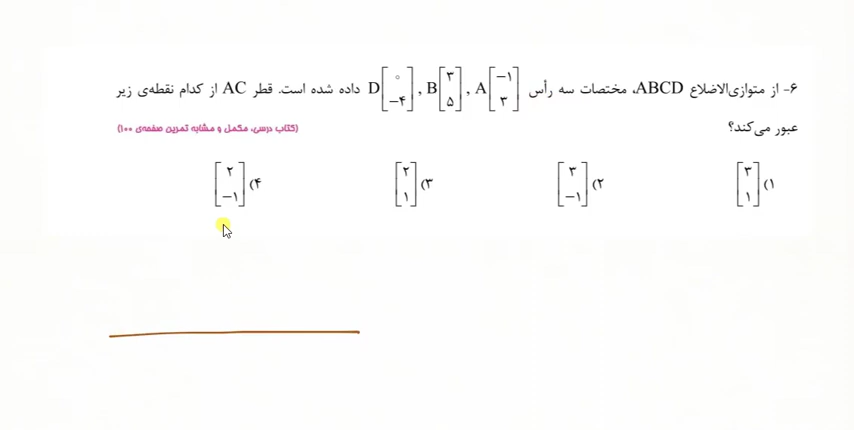 ۶- از متوازی‌الاضلاع ABCD، مختصات سه رأس A[−۱ ۳] , B[۳ ۵] , D[۰ −۴] داده شده است. قطر AC از کدام نقطه‌ی زیر
عبور می‌کند؟ (کتاب درسی، مکمل و مشابه تمرین صفحه‌ی ۱۰۰)
۱) [۳ ۱] ۲) [۳ −۱] ۳) [۲ ۱] ۴) [۲ −۱]